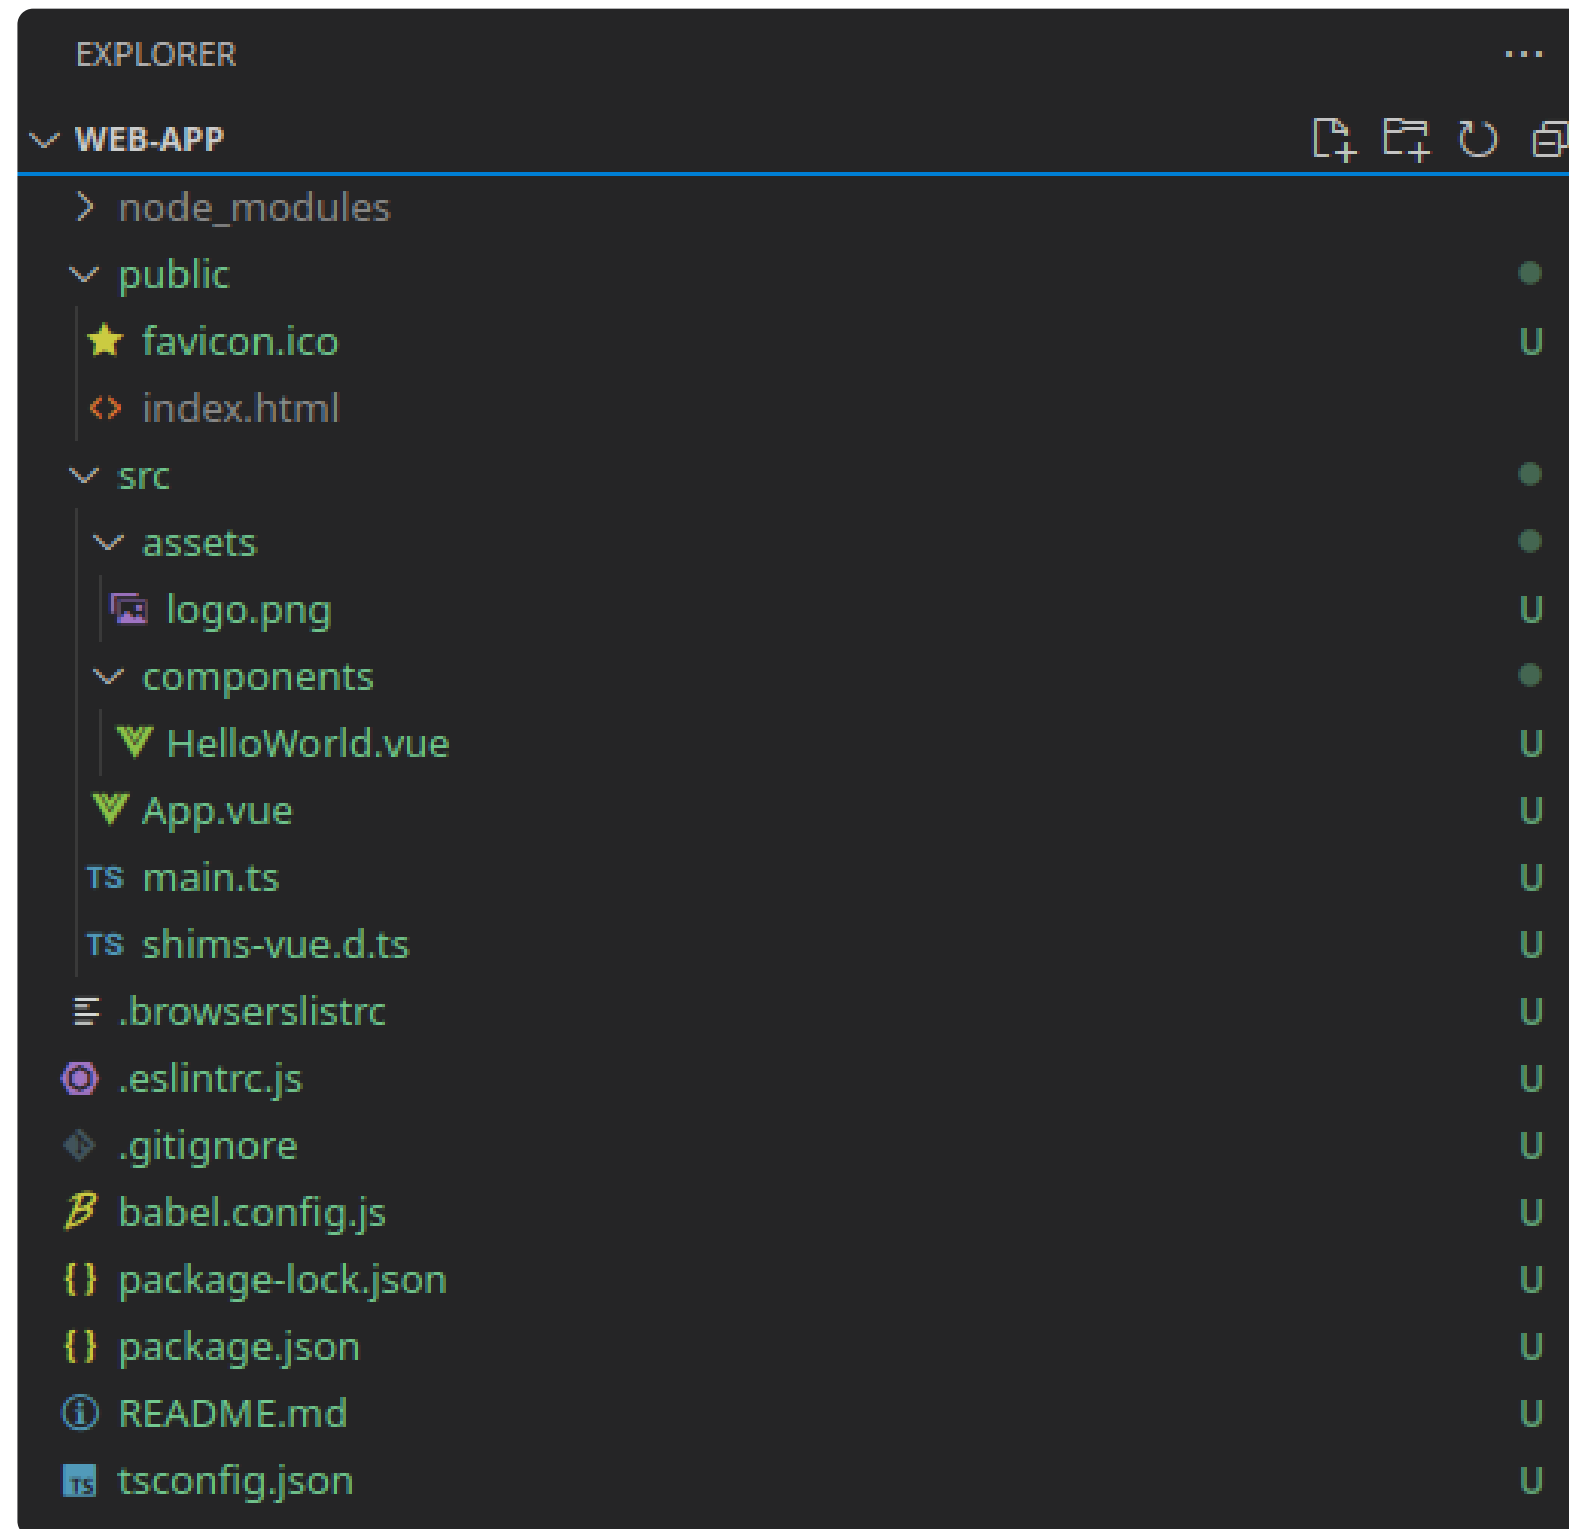 EXPLORER
WEB-APP
node_modules
public
favicon.ico U
index.html
src
assets
logo.png U
components
HelloWorld.vue U
App.vue U
TS main.ts U
TS shims-vue.d.ts U
.browserslistrc U
.eslintrc.js U
.gitignore U
babel.config.js U
{} package-lock.json U
{} package.json U
README.md U
TS tsconfig.json U